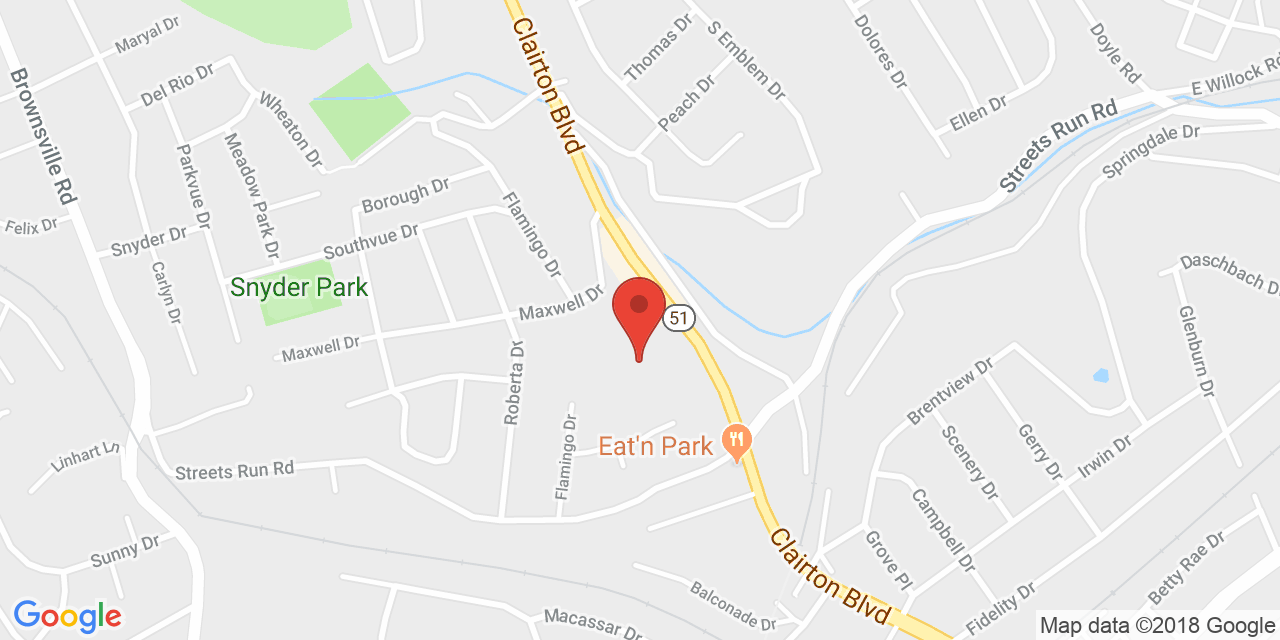 Maryal Dr
Clairton Blvd
Thomas Dr
S Emblem Dr
Dolores Dr
Doyle Rd
E Willock Rd
Brownsville Rd
Del Rio Dr
Wheaton Dr
Peach Dr
Ellen Dr
Streets Run Rd
Springdale Dr
Parkvue Dr
Meadow Park Dr
Borough Dr
Flamingo Dr
Felix Dr
Snyder Dr
Southvue Dr
Carlyn Dr
Snyder Park
Maxwell Dr
51
Daschbach Dr
Glenburn Dr
Maxwell Dr
Roberta Dr
Brentview Dr
Eat'n Park
Flamingo Dr
Linhart Ln
Streets Run Rd
Scenery Dr
Gerry Dr
Irwin Dr
Campbell Dr
Sunny Dr
Clairton Blvd
Grove Pl
Betty Rae Dr
Balconade Dr
Fidelity Dr
Macassar Dr
Google
Map data ©2018 Google